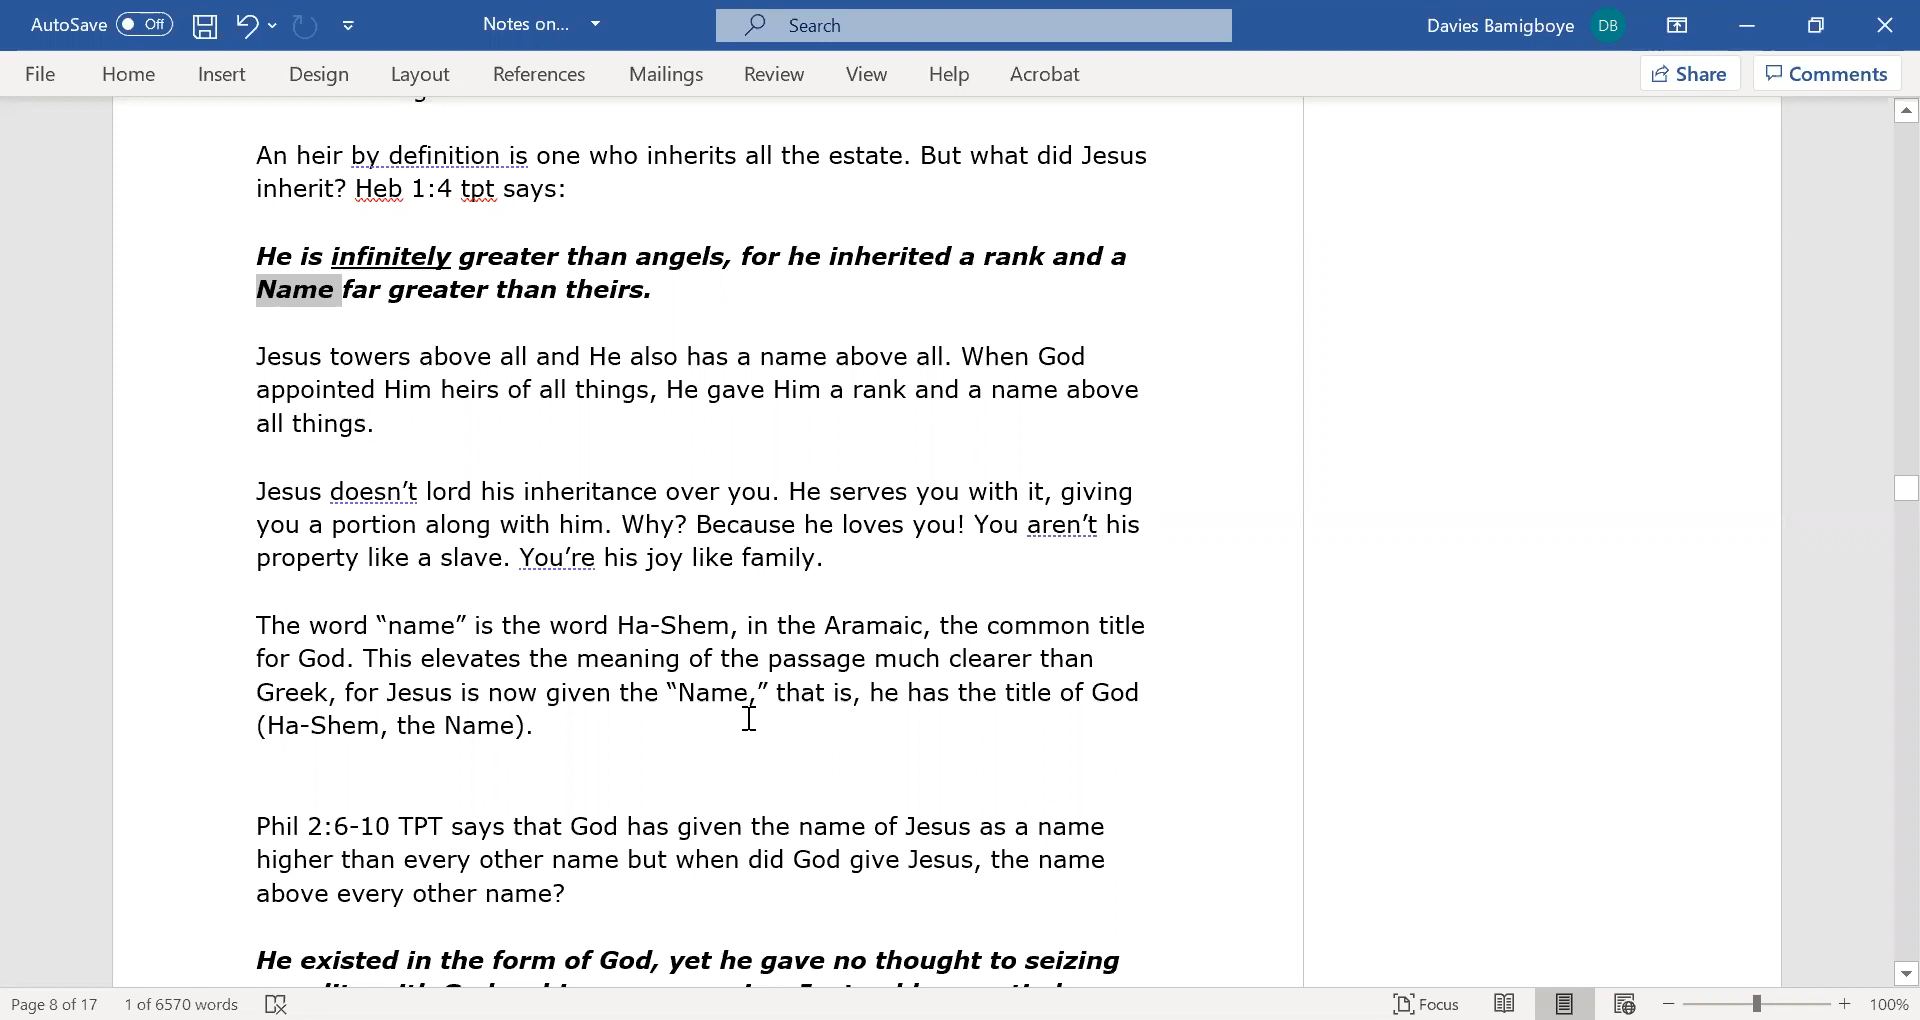 AutoSave Off Notes on... Search Davies Bamigboye DB
File Home Insert Design Layout References Mailings Review View Help Acrobat Share Comments
An heir by definition is one who inherits all the estate. But what did Jesus
inherit? Heb 1:4 tpt says:
He is infinitely greater than angels, for he inherited a rank and a
Name far greater than theirs.
Jesus towers above all and He also has a name above all. When God
appointed Him heirs of all things, He gave Him a rank and a name above
all things.
Jesus doesn’t lord his inheritance over you. He serves you with it, giving
you a portion along with him. Why? Because he loves you! You aren’t his
property like a slave. You’re his joy like family.
The word “name” is the word Ha-Shem, in the Aramaic, the common title
for God. This elevates the meaning of the passage much clearer than
Greek, for Jesus is now given the “Name,” that is, he has the title of God
(Ha-Shem, the Name).
Phil 2:6-10 TPT says that God has given the name of Jesus as a name
higher than every other name but when did God give Jesus, the name
above every other name?
He existed in the form of God, yet he gave no thought to seizing
Page 8 of 17 1 of 6570 words Focus 100%